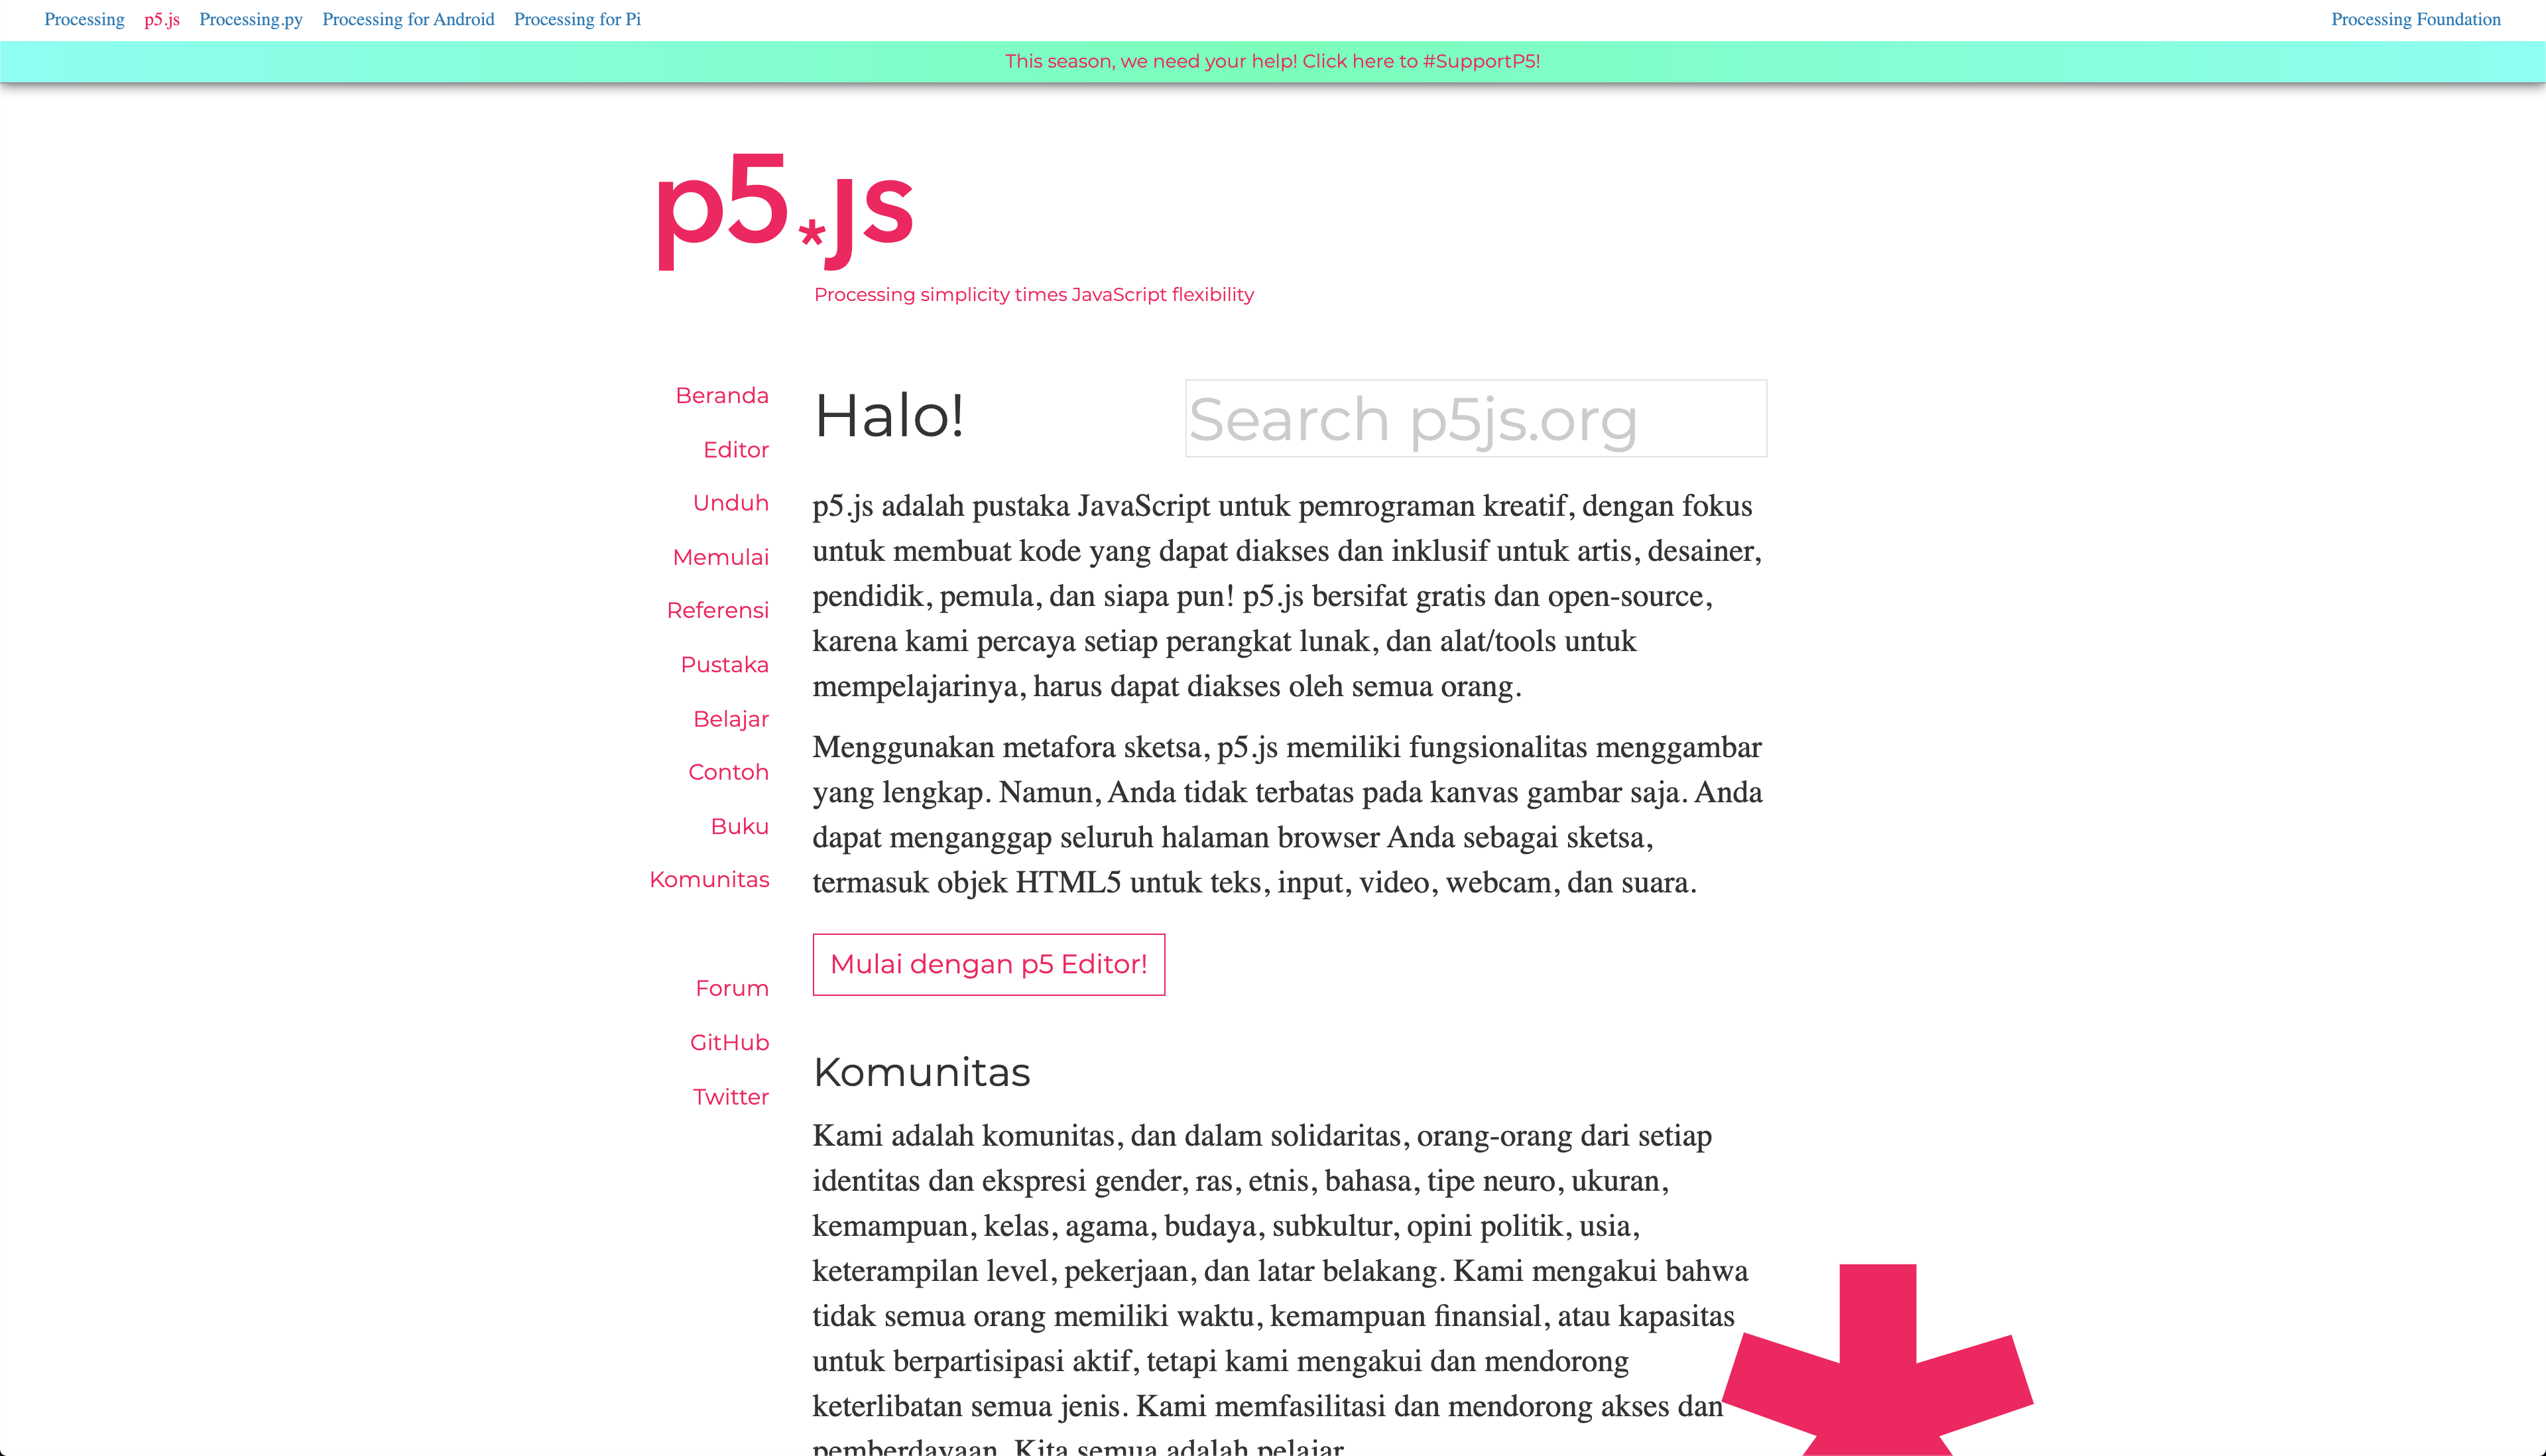 Processing p5.js Processing.py Processing for Android Processing for Pi Processing Foundation
This season, we need your help! Click here to #SupportP5!
p5*js
Processing simplicity times JavaScript flexibility
Beranda
Editor
Unduh
Memulai
Referensi
Pustaka
Belajar
Contoh
Buku
Komunitas
Forum
GitHub
Twitter
Halo!
Search p5js.org
p5.js adalah pustaka JavaScript untuk pemrograman kreatif, dengan fokus
untuk membuat kode yang dapat diakses dan inklusif untuk artis, desainer,
pendidik, pemula, dan siapa pun! p5.js bersifat gratis dan open-source,
karena kami percaya setiap perangkat lunak, dan alat/tools untuk
mempelajarinya, harus dapat diakses oleh semua orang.
Menggunakan metafora sketsa, p5.js memiliki fungsionalitas menggambar
yang lengkap. Namun, Anda tidak terbatas pada kanvas gambar saja. Anda
dapat menganggap seluruh halaman browser Anda sebagai sketsa,
termasuk objek HTML5 untuk teks, input, video, webcam, dan suara.
Mulai dengan p5 Editor!
Komunitas
Kami adalah komunitas, dan dalam solidaritas, orang-orang dari setiap
identitas dan ekspresi gender, ras, etnis, bahasa, tipe neuro, ukuran,
kemampuan, kelas, agama, budaya, subkultur, opini politik, usia,
keterampilan level, pekerjaan, dan latar belakang. Kami mengakui bahwa
tidak semua orang memiliki waktu, kemampuan finansial, atau kapasitas
untuk berpartisipasi aktif, tetapi kami mengakui dan mendorong
keterlibatan semua jenis. Kami memfasilitasi dan mendorong akses dan
pemberdayaan. Kita semua adalah pelajar.